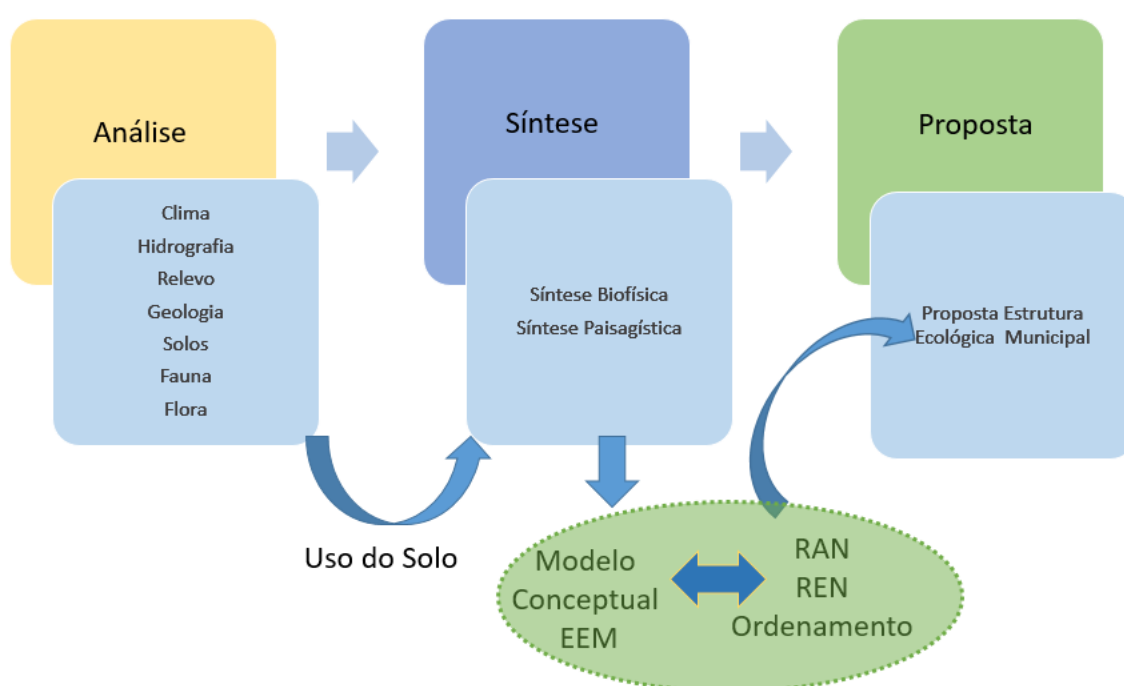 Análise
Clima
Hidrografia
Relevo
Geologia
Solos
Fauna
Flora
Uso do Solo
Síntese
Síntese Biofísica
Síntese Paisagística
Modelo
Conceptual
EEM
RAN
REN
Ordenamento
Proposta
Proposta Estrutura
Ecológica Municipal